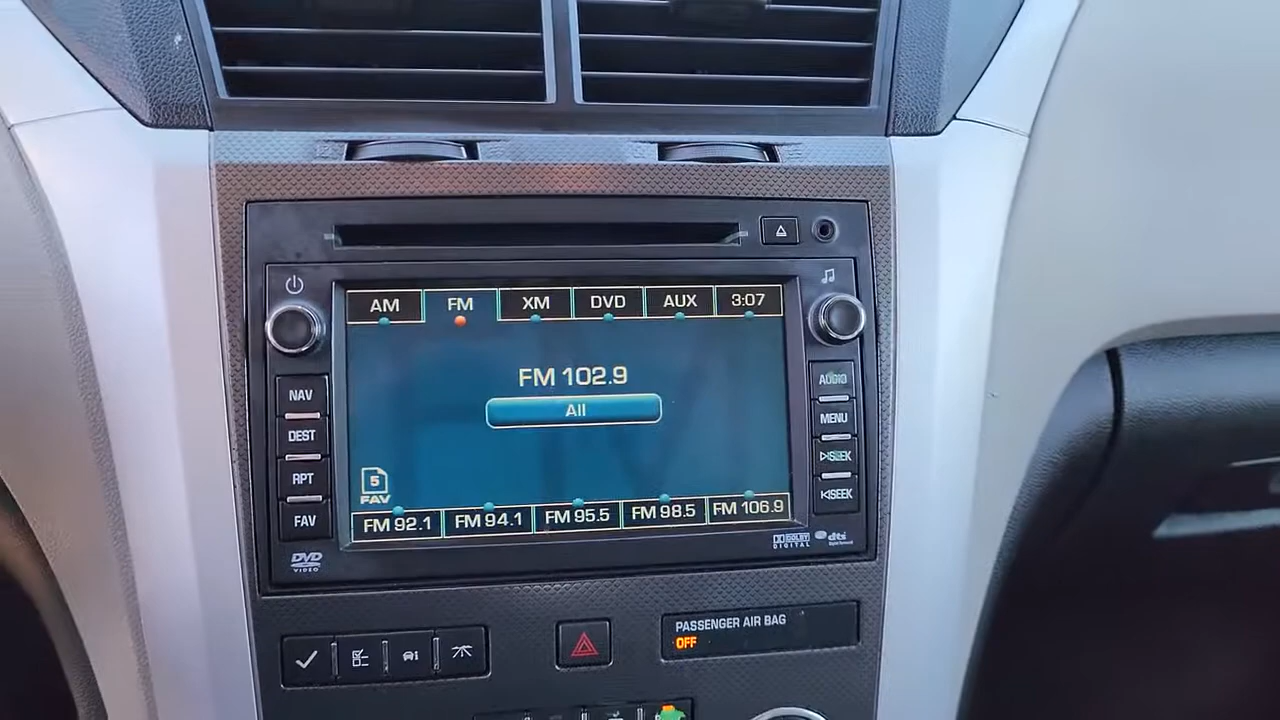 AM FM XM DVD AUX 3:07
FM 102.9
All
5
FAV
FM 92.1 FM 94.1 FM 95.5 FM 98.5 FM 106.9
NAV
DEST
RPT
FAV
DVD
VIDEO
AUDIO
MENU
SEEK
SEEK
DOLBY
DIGITAL
dts
PASSENGER AIR BAG
OFF